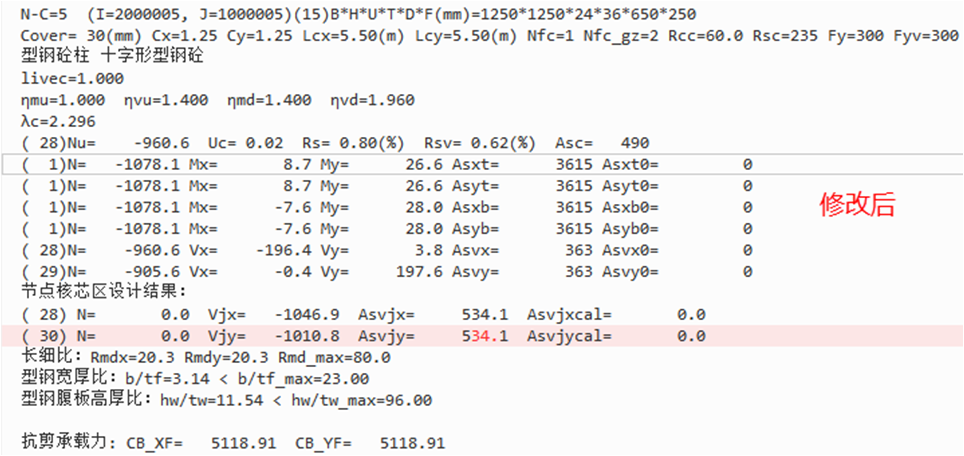 N-C=5 (I=2000005, J=1000005)(15)B*H*U*T*D*F(mm)=1250*1250*24*36*650*250
Cover= 30(mm) Cx=1.25 Cy=1.25 Lcx=5.50(m) Lcy=5.50(m) Nfc=1 Nfc_gz=2 Rcc=60.0 Rsc=235 Fy=300 Fyv=300
型钢砼柱 十字形型钢砼
livec=1.000
ηmu=1.000 ηvu=1.400 ηmd=1.400 ηvd=1.960
λc=2.296
( 28)Nu= -960.6 Uc= 0.02 Rs= 0.80(%) Rsv= 0.62(%) Asc= 490
( 1)N= -1078.1 Mx= 8.7 My= 26.6 Asxt= 3615 Asxt0= 0
( 1)N= -1078.1 Mx= 8.7 My= 26.6 Asyt= 3615 Asyt0= 0
( 1)N= -1078.1 Mx= -7.6 My= 28.0 Asxb= 3615 Asxb0= 0
修改后
( 1)N= -1078.1 Mx= -7.6 My= 28.0 Asyb= 3615 Asyb0= 0
( 28)N= -960.6 Vx= -196.4 Vy= 3.8 Asvx= 363 Asvx0= 0
( 29)N= -905.6 Vx= -0.4 Vy= 197.6 Asvy= 363 Asvy0= 0
节点核芯区设计结果:
( 28) N= 0.0 Vjx= -1046.9 Asvjx= 534.1 Asvjxcal= 0.0
( 30) N= 0.0 Vjy= -1010.8 Asvjy= 534.1 Asvjycal= 0.0
长细比: Rmdx=20.3 Rmdy=20.3 Rmd_max=80.0
型钢宽厚比: b/tf=3.14 < b/tf_max=23.00
型钢腹板高厚比: hw/tw=11.54 < hw/tw_max=96.00
抗剪承载力: CB_XF= 5118.91 CB_YF= 5118.91